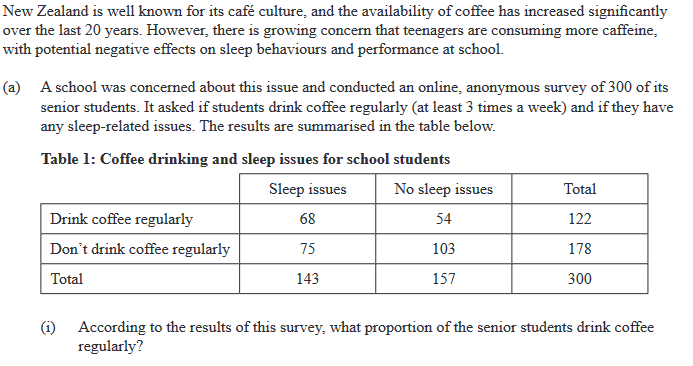 New Zealand is well known for its café culture, and the availability of coffee has increased significantly
over the last 20 years. However, there is growing concern that teenagers are consuming more caffeine,
with potential negative effects on sleep behaviours and performance at school.
(a) A school was concerned about this issue and conducted an online, anonymous survey of 300 of its
senior students. It asked if students drink coffee regularly (at least 3 times a week) and if they have
any sleep-related issues. The results are summarised in the table below.
Table 1: Coffee drinking and sleep issues for school students
Sleep issues No sleep issues Total
Drink coffee regularly 68 54 122
Don't drink coffee regularly 75 103 178
Total 143 157 300
(i) According to the results of this survey, what proportion of the senior students drink coffee
regularly?